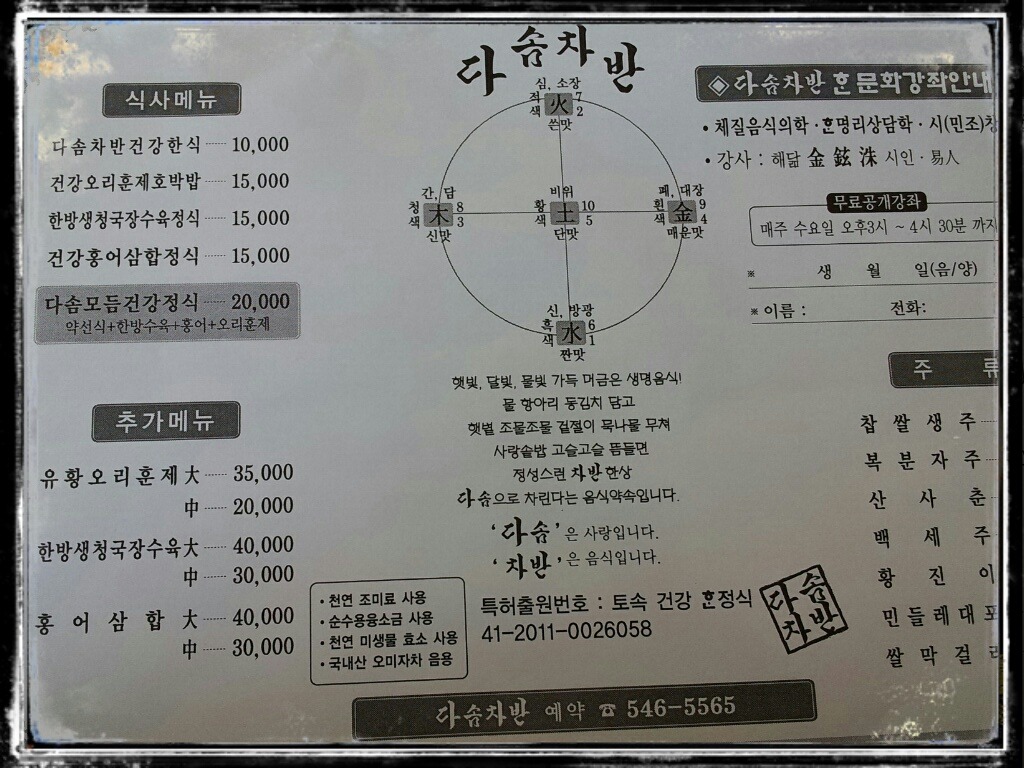 다솜차반
식사메뉴
다솜차반건강한식 10,000
건강오리훈제호박밥 15,000
한방생청국장수육정식 15,000
건강홍어삼합정식 15,000
다솜모듬건강정식 20,000
약선식+한방수육+홍어+오리훈제
추가메뉴
유황오리훈제 大 35,000
中 20,000
한방생청국장수육 大 40,000
中 30,000
홍어삼합 大 40,000
中 30,000
• 천연 조미료 사용
• 순수용융소금 사용
• 천연 미생물 효소 사용
• 국내산 오미자차 음용
심, 소장
적색 火 7 2
쓴맛
간, 담
청색 木 8 3
신맛
비위
황색 土 10 5
단맛
폐, 대장
흰색 金 9 4
매운맛
신, 방광
흑색 水 6 1
짠맛
햇빛, 달빛, 물빛 가득 머금은 생명음식!
물 항아리 동김치 담고
햇볕 조물조물 겉절이 묵나물 무쳐
사랑솥밥 고슬고슬 뜸들면
정성스런 차반한상
다솜으로 차린다는 음식약속입니다.
'다솜'은 사랑입니다.
'차반'은 음식입니다.
특허출원번호 : 토속 건강 훈정식
41-2011-0026058
다솜차반
다솜차반 예약 ☎ 546-5565
◈다솜차반 훈문화강좌안내
• 체질음식의학·훈명리상담학·시(민조)창
• 강사 : 해닮 金鉉洙 시인·易人
무료공개강좌
매주 수요일 오후3시 ~ 4시 30분 까지
※ 생 월 일(음/양)
※ 이름 : 전화:
주 류
찹쌀생주
복분자주
산사춘
백세주
황진이
민들레대포
쌀막걸리